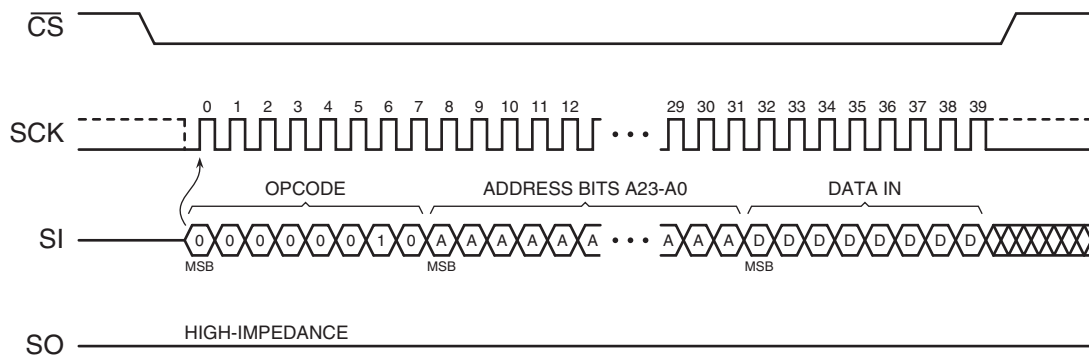 CS
0 1 2 3 4 5 6 7 8 9 10 11 12 29 30 31 32 33 34 35 36 37 38 39
SCK
OPCODE ADDRESS BITS A23-A0 DATA IN
SI 0 0 0 0 0 0 1 0 A A A A A A A A A D D D D D D D D
MSB MSB MSB
HIGH-IMPEDANCE
SO